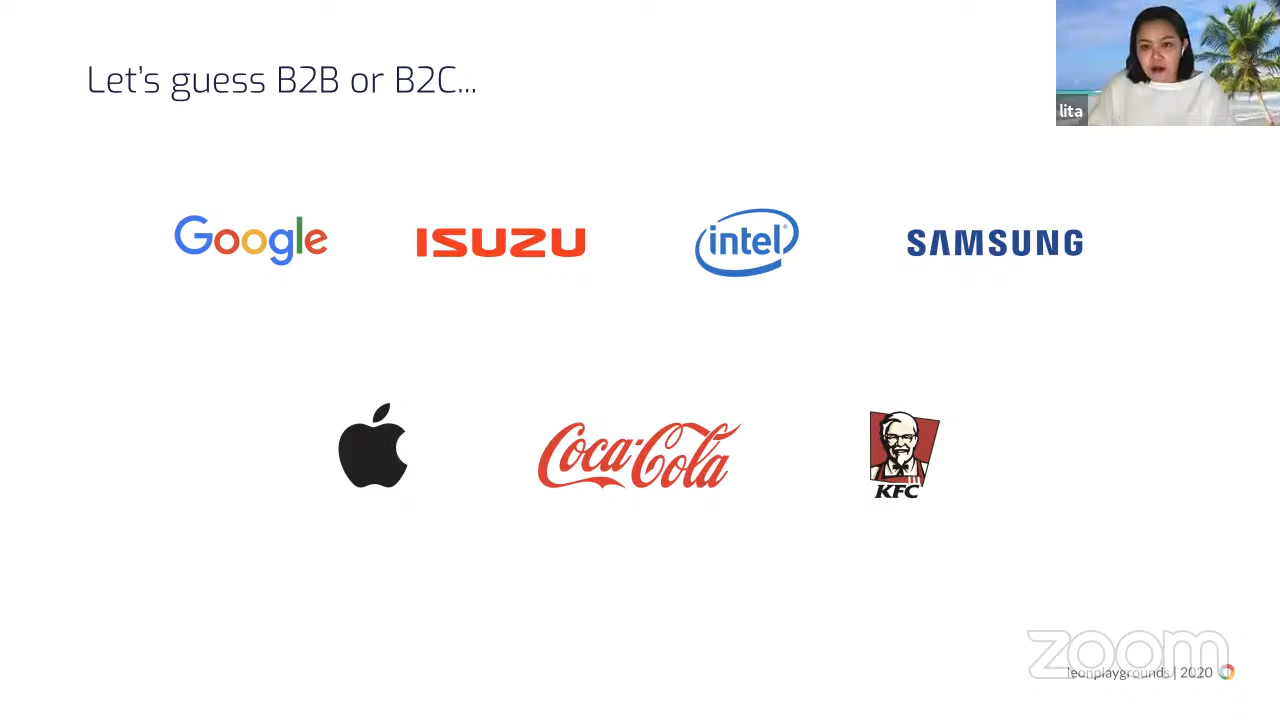 Let's guess B2B or B2C...
lita
Google
ISUZU
intel
SAMSUNG
Coca-Cola
KFC
zoom
leonplaygrounds | 2020